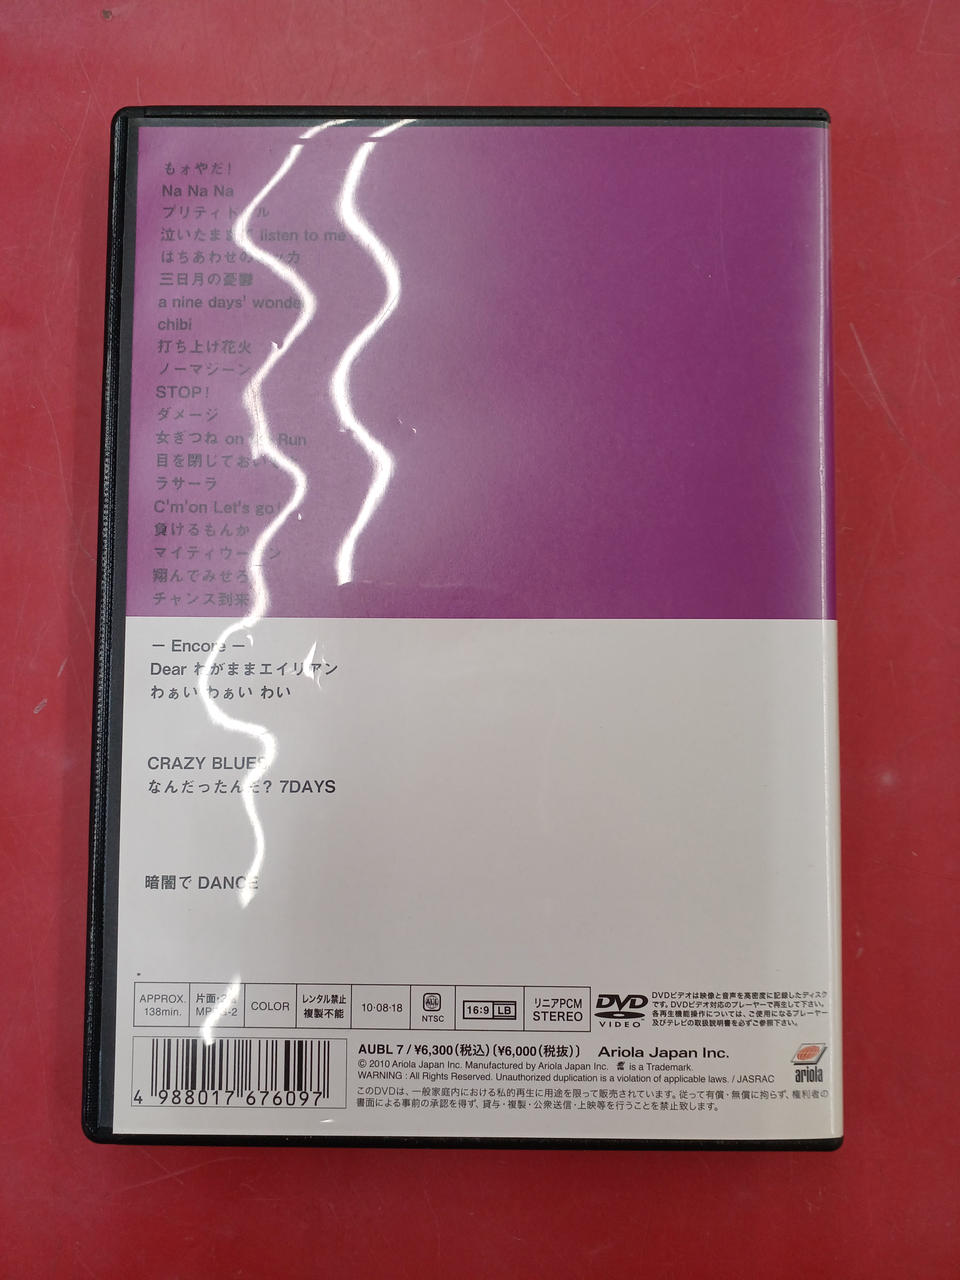 もォやだ!
Na Na Na
プリティドル
泣いたまま listen to me
はちあわせの ッカ
三日月の憂鬱
a nine days' wonde
chibi
打ち上げ花火
ノーマジーン
STOP!
ダメージ
女ぎつね on Run
目を閉じておい
ラサーラ
C'm'on Let's go!
負けるもんか
マイティウー ン
翔んでみせろ
チャンス到来
— Encore —
Dear わがままエイリアン
わぁい わぁい わい
CRAZY BLUES
なんだったんだ? 7DAYS
暗闇で DANCE
APPROX. 138min.
片面・2層 MPEG-2
COLOR
レンタル禁止 複製不能
10·08·18
ALL NTSC
16:9 LB
リニアPCM STEREO
DVD VIDEO
DVDビデオは映像と音声を高密度に記録したディスク
です。DVDビデオ対応のプレーヤーで再生して下さい。
各再生機能操作については、ご使用になるプレーヤー
及びテレビの取扱説明書を必ずご参照下さい。
4 988017 676097
AUBL 7/¥6,300(税込)(¥6,000(税抜)) Ariola Japan Inc.
© 2010 Ariola Japan Inc. Manufactured by Ariola Japan Inc. is a Trademark.
WARNING : All Rights Reserved. Unauthorized duplication is a violation of applicable laws. / JASRAC
このDVDは、一般家庭内における私的再生に用途を限って販売されています。従って有償・無償に拘らず、権利者の
書面による事前の承認を得ず、貸与・複製・公衆送信・上映等を行うことを禁止致します。
ariola